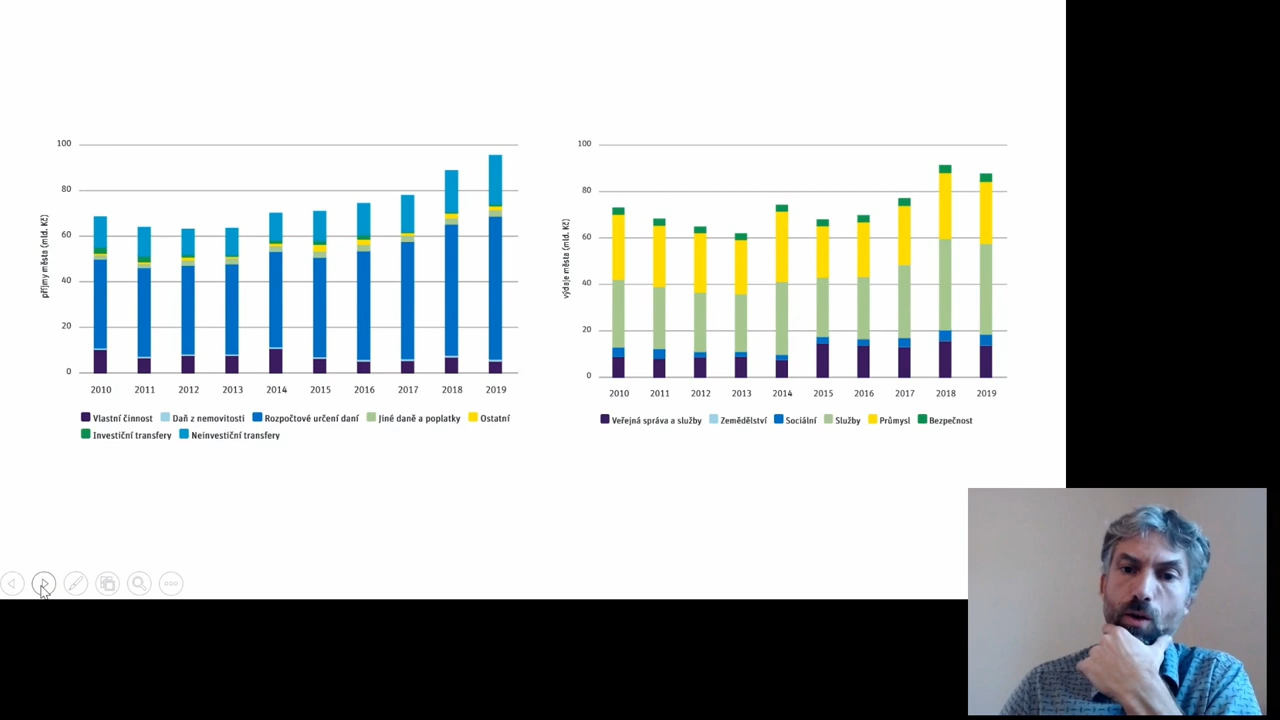 příjmy města (mld. Kč)
100
80
60
40
20
0
2010 2011 2012 2013 2014 2015 2016 2017 2018 2019
Vlastní činnost Daň z nemovitosti Rozpočtové určení daní Jiné daně a poplatky Ostatní
Investiční transfery Neinvestiční transfery
výdaje města (mld. Kč)
100
80
60
40
20
0
2010 2011 2012 2013 2014 2015 2016 2017 2018 2019
Veřejná správa a služby Zemědělství Sociální Služby Průmysl Bezpečnost